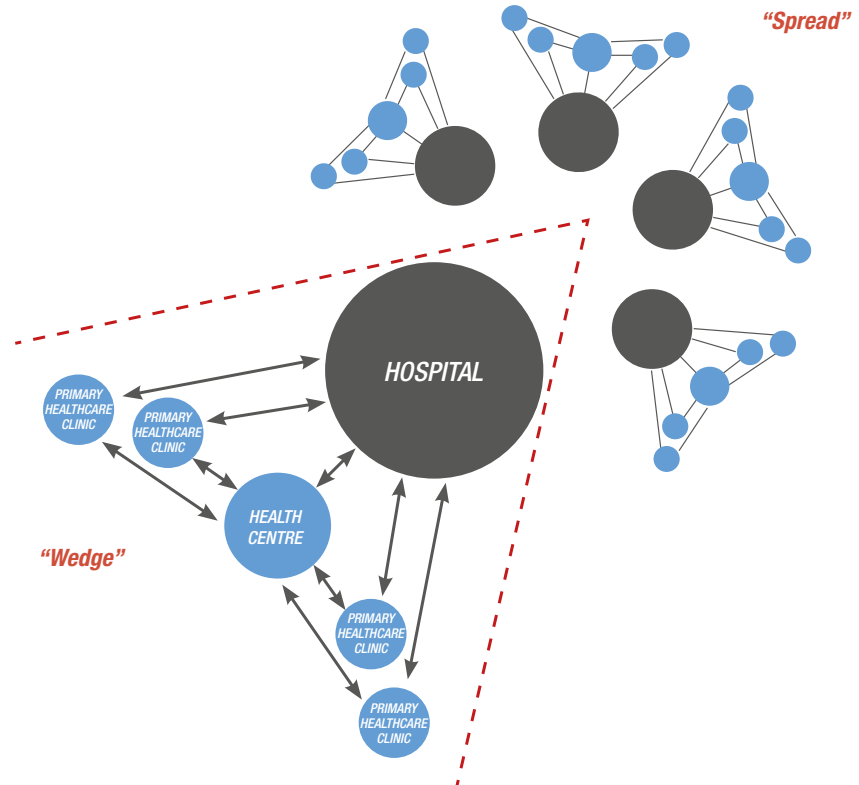 “Spread”
HOSPITAL
PRIMARY
HEALTHCARE
CLINIC
PRIMARY
HEALTHCARE
CLINIC
HEALTH
CENTRE
“Wedge”
PRIMARY
HEALTHCARE
CLINIC
PRIMARY
HEALTHCARE
CLINIC